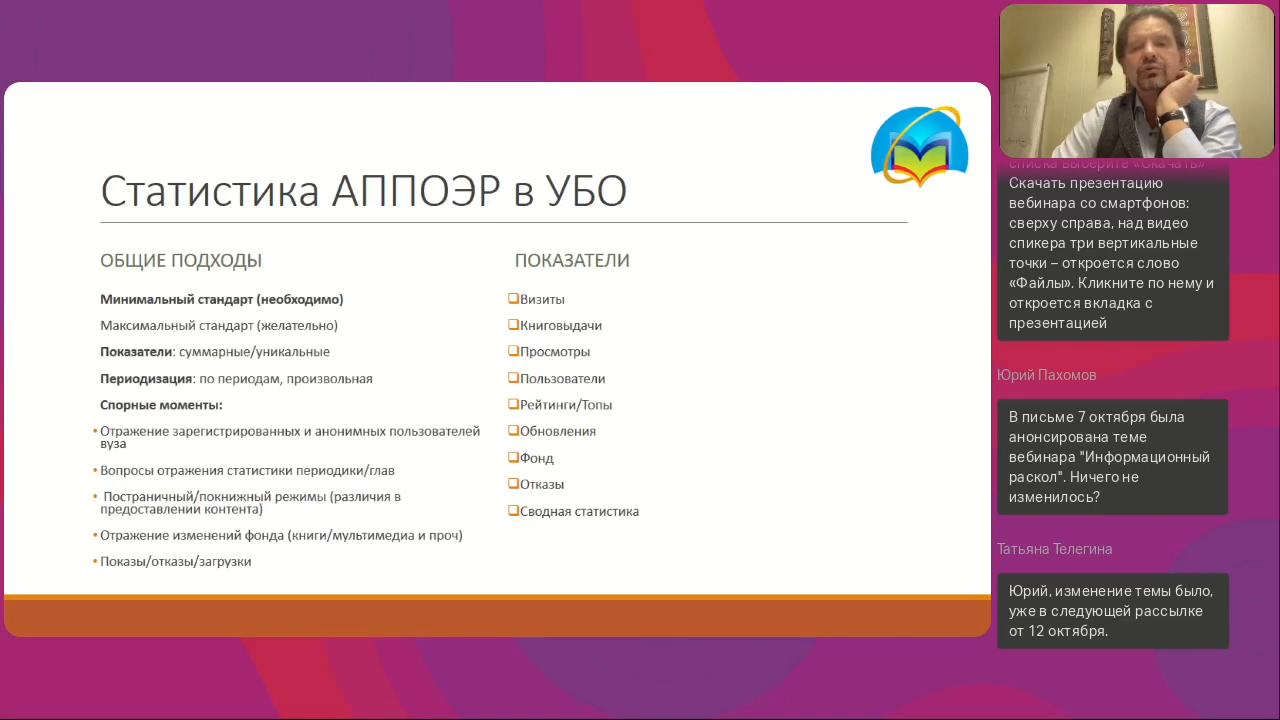 Статистика АППОЭР в УБО
ОБЩИЕ ПОДХОДЫ
Минимальный стандарт (необходимо)
Максимальный стандарт (желательно)
Показатели: суммарные/уникальные
Периодизация: по периодам, произвольная
Спорные моменты:
• Отражение зарегистрированных и анонимных пользователей
вуза
• Вопросы отражения статистики периодики/глав
• Постраничный/покнижный режимы (различия в
предоставлении контента)
• Отражение изменений фонда (книги/мультимедиа и проч)
• Показы/отказы/загрузки
ПОКАЗАТЕЛИ
❑Визиты
❑Книговыдачи
❑Просмотры
❑Пользователи
❑Рейтинги/Топы
❑Обновления
❑Фонд
❑Отказы
❑Сводная статистика
списка выберите «Скачать»
Скачать презентацию
вебинара со смартфонов:
сверху справа, над видео
спикера три вертикальные
точки – откроется слово
«Файлы». Кликните по нему и
откроется вкладка с
презентацией
Юрий Пахомов
В письме 7 октября была
анонсирована теме
вебинара "Информационный
раскол". Ничего не
изменилось?
Татьяна Телегина
Юрий, изменение темы было,
уже в следующей рассылке
от 12 октября.